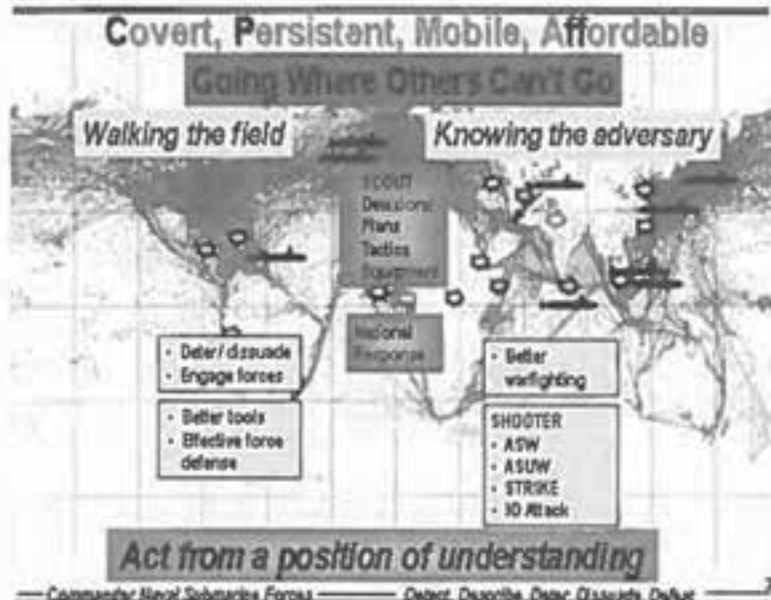 Covert, Persistent, Mobile, Affordable
Going Where Others Can't Go
Walking the field
Knowing the adversary
SCOUT
Decisions
Plans
Tactics
Equipment
National
Response
• Deter/dissuade
• Engage forces
• Better tools
• Effective force
defense
• Better
warfighting
SHOOTER
• ASW
• ASUW
• STRIKE
• IO Attack
Act from a position of understanding
Commander Naval Submarine Forces
Detect, Describe, Deter, Dissuade, Defeat